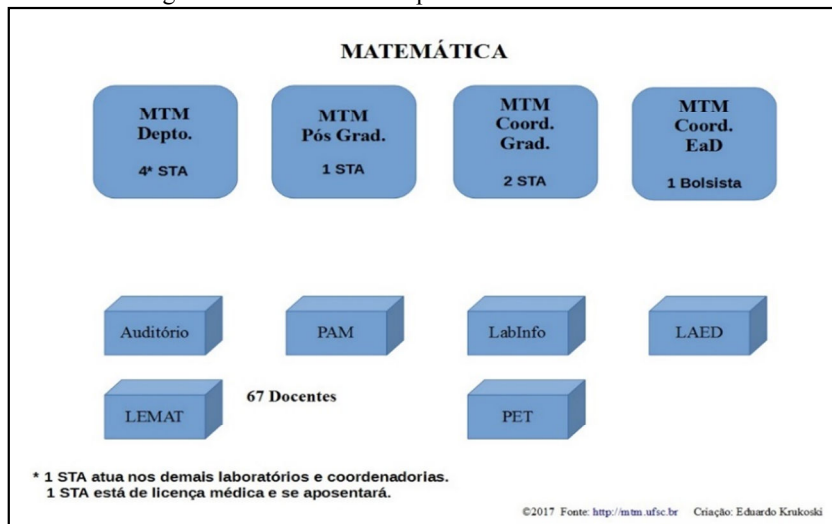 MATEMÁTICA
MTM
Depto.
4* STA
MTM
Pós Grad.
1 STA
MTM
Coord.
Grad.
2 STA
MTM
Coord.
EaD
1 Bolsista
Auditório
PAM
LabInfo
LAED
LEMAT
67 Docentes
PET
* 1 STA atua nos demais laboratórios e coordenadorias.
1 STA está de licença médica e se aposentará.
©2017 Fonte: http://mtm.ufsc.br Criação: Eduardo Krukoski